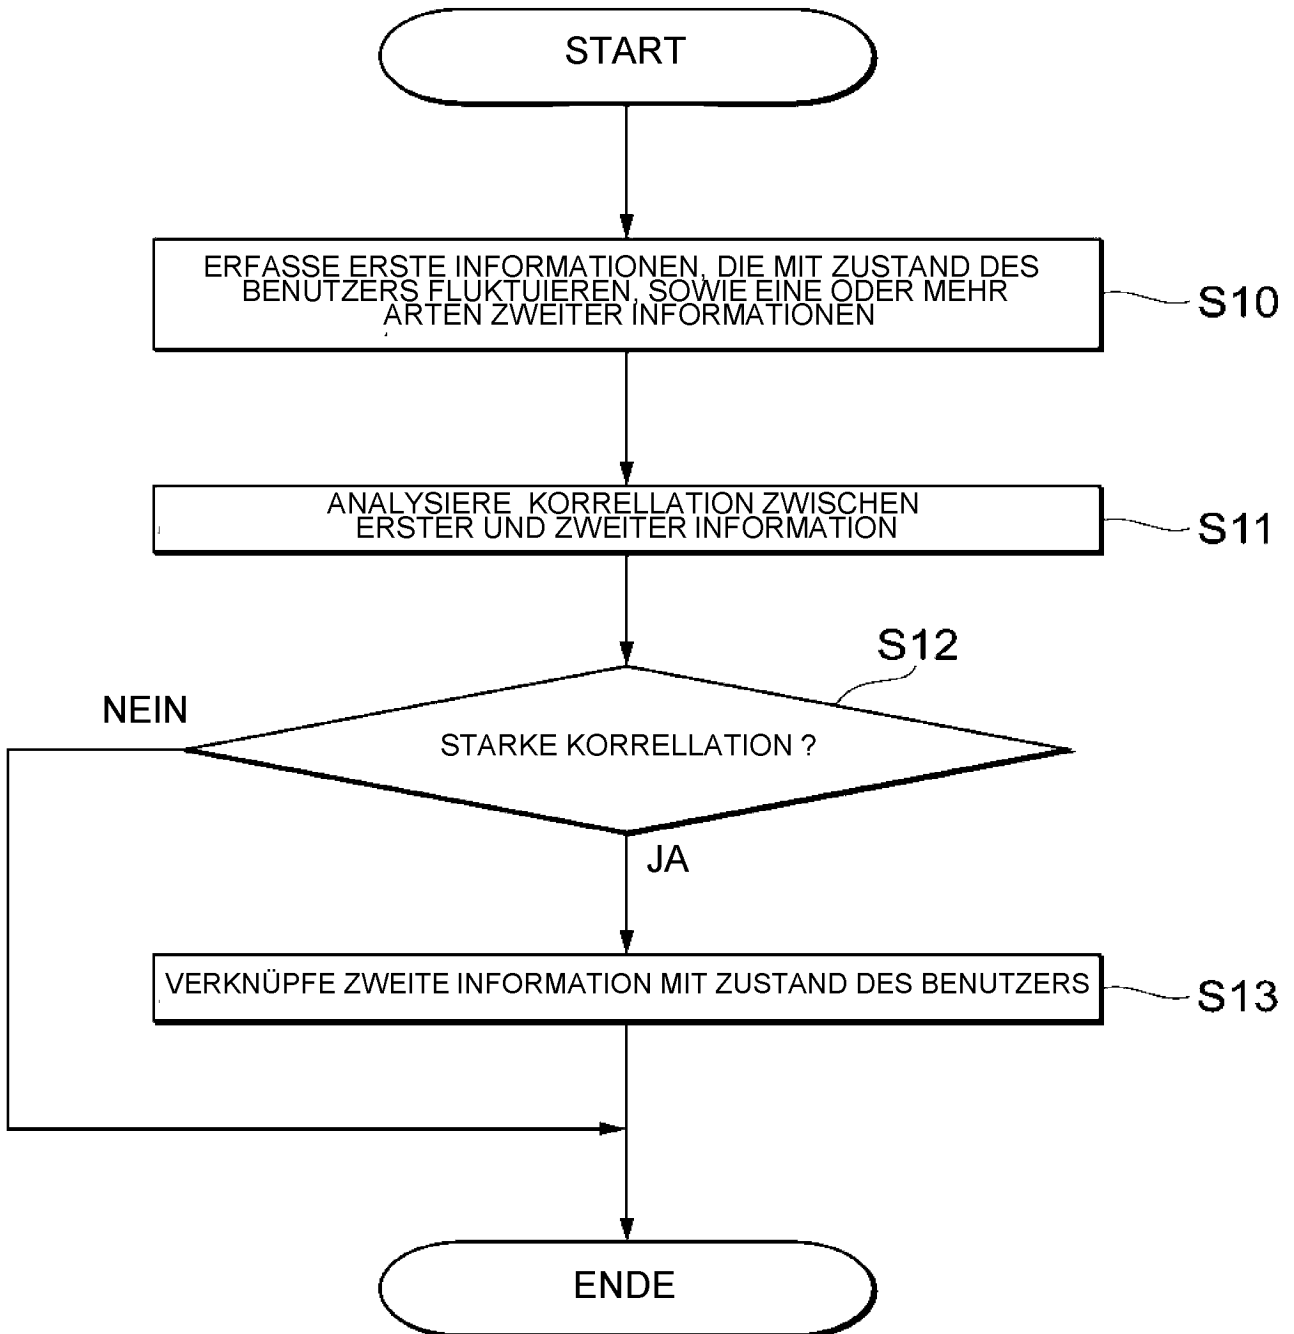 START
ERFASSE ERSTE INFORMATIONEN, DIE MIT ZUSTAND DES
BENUTZERS FLUKTUIEREN, SOWIE EINE ODER MEHR
ARTEN ZWEITER INFORMATIONEN
S10
ANALYSIERE KORRELLATION ZWISCHEN
ERSTER UND ZWEITER INFORMATION
S11
S12
NEIN
STARKE KORRELLATION ?
JA
VERKNÜPFE ZWEITE INFORMATION MIT ZUSTAND DES BENUTZERS
S13
ENDE